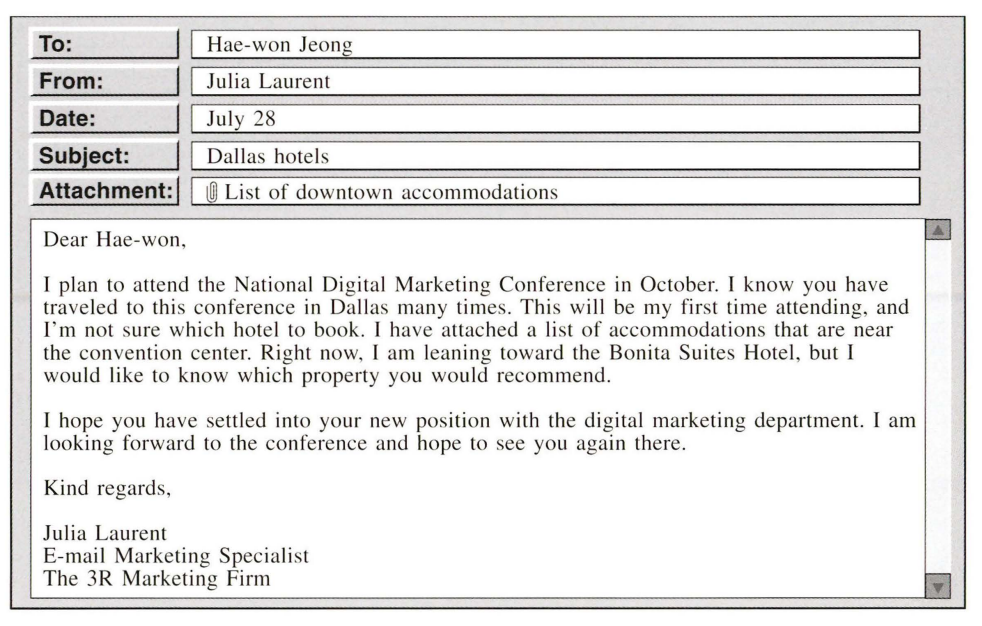 To: Hae-won Jeong
From: Julia Laurent
Date: July 28
Subject: Dallas hotels
Attachment: List of downtown accommodations
Dear Hae-won,
I plan to attend the National Digital Marketing Conference in October. I know you have
traveled to this conference in Dallas many times. This will be my first time attending, and
I'm not sure which hotel to book. I have attached a list of accommodations that are near
the convention center. Right now, I am leaning toward the Bonita Suites Hotel, but I
would like to know which property you would recommend.
I hope you have settled into your new position with the digital marketing department. I am
looking forward to the conference and hope to see you again there.
Kind regards,
Julia Laurent
E-mail Marketing Specialist
The 3R Marketing Firm